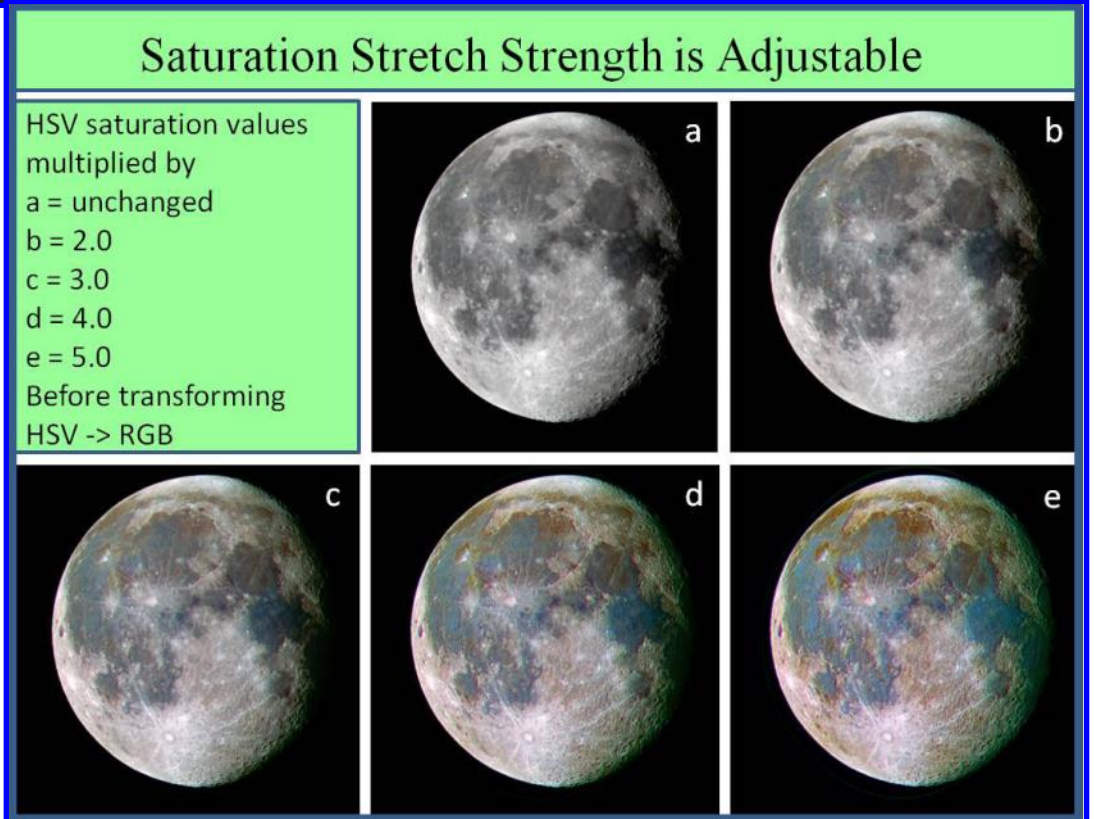 Saturation Stretch Strength is Adjustable
HSV saturation values
multiplied by
a = unchanged
b = 2.0
c = 3.0
d = 4.0
e = 5.0
Before transforming
HSV -> RGB
a
b
c
d
e